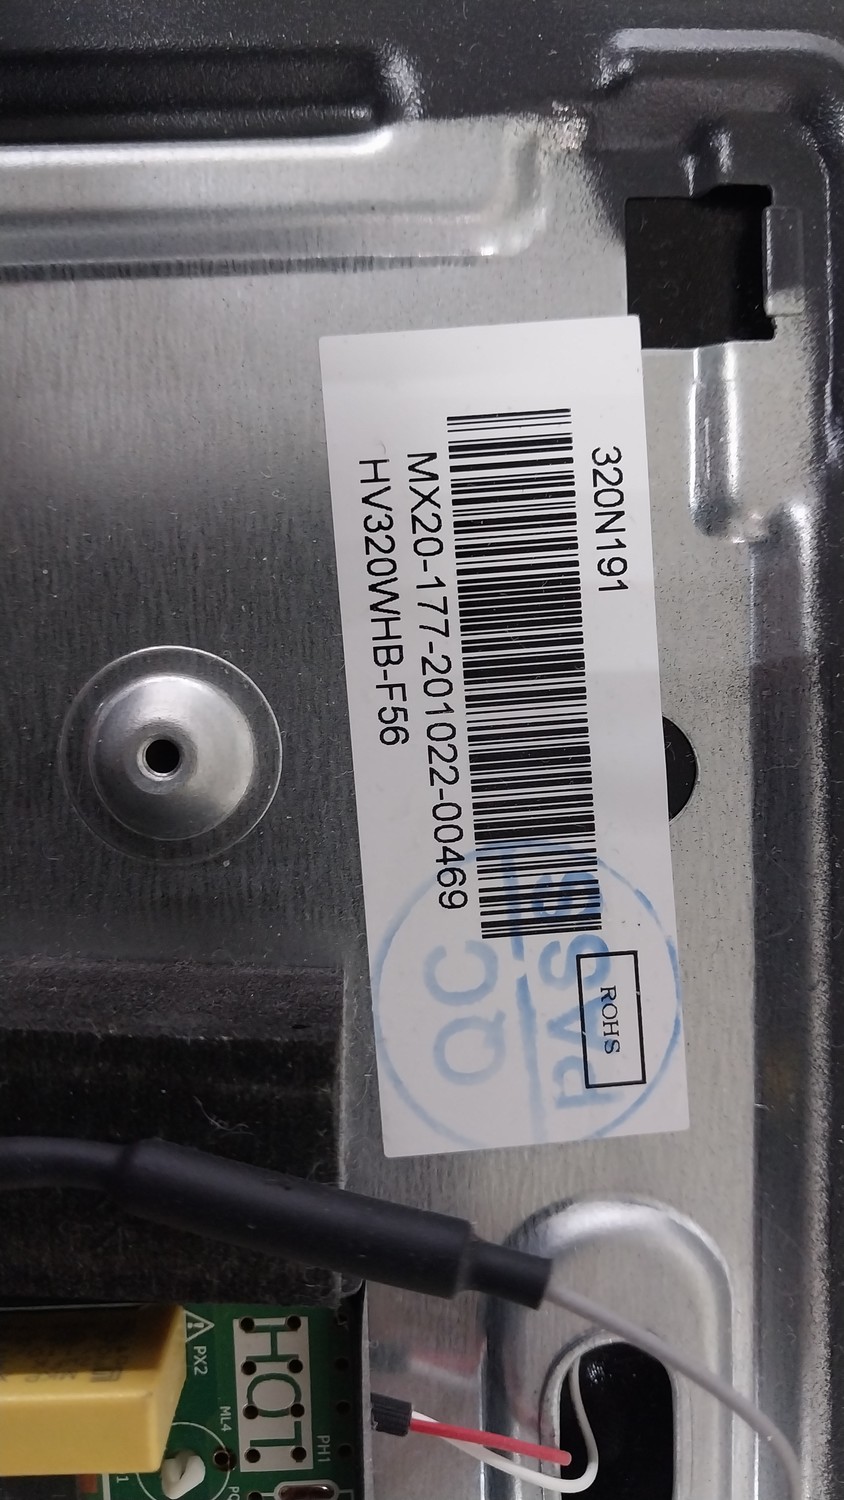 320N191
MX20-177-201022-00469
HV320WHB-F56
ROHS
QC
PASS
PX2
HOT
ML4
PH1